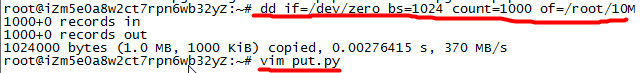 root@izm5e0a8w2ct7rpn6wb32yz:~# dd if=/dev/zero bs=1024 count=1000 of=/root/10M
1000+0 records in
1000+0 records out
1024000 bytes (1.0 MB, 1000 KiB) copied, 0.00276415 s, 370 MB/s
root@izm5e0a8w2ct7rpn6wb32yz:~# vim put.py